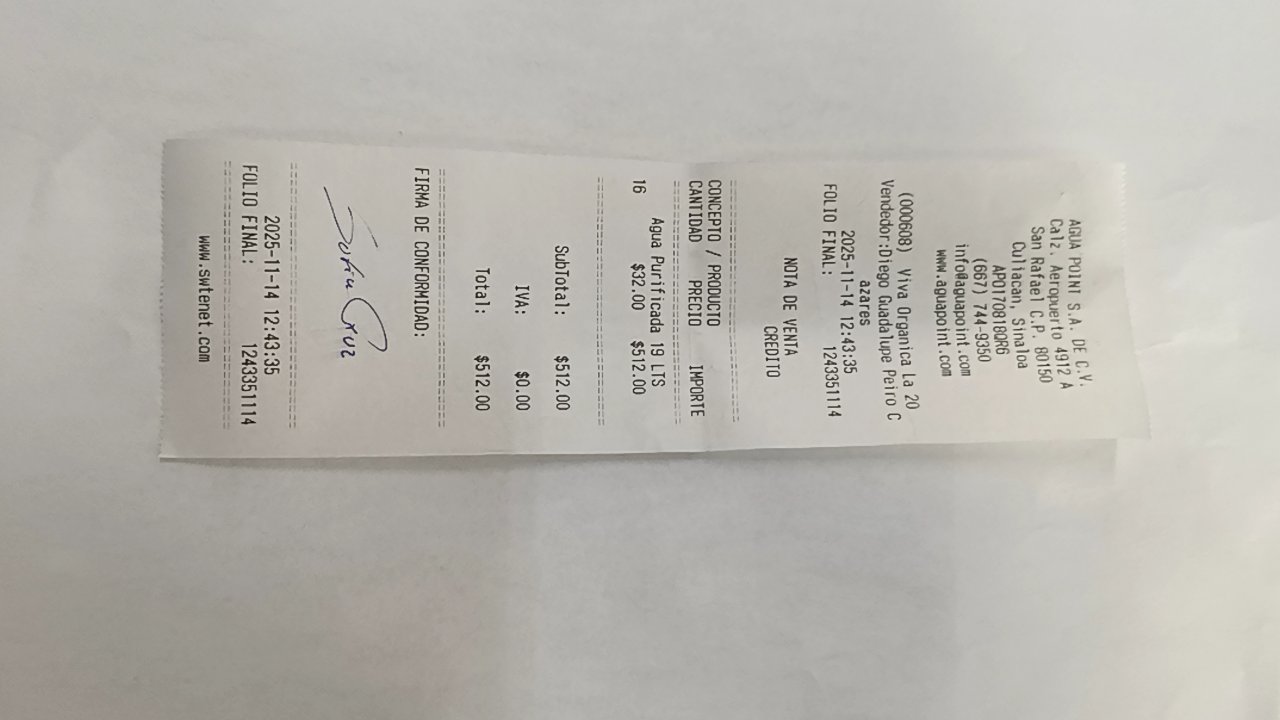 AGUA POINT S.A. DE C.V.
Calz. Aeropuerto 4912 A
San Rafael C.P. 80150
Culiacan, Sinaloa
APO170818QR6
(667) 744-9350
info@aguapoint.com
www.aguapoint.com
(000608) Viva Organica La 20
Vendedor:Diego Guadalupe Peiro C
azares
2025-11-14 12:43:35
FOLIO FINAL: 1243351114
NOTA DE VENTA
CREDITO
================================
CONCEPTO / PRODUCTO
CANTIDAD PRECIO IMPORTE
================================
Agua Purificada 19 LTS
16 $32.00 $512.00
================================
SubTotal: $512.00
IVA: $0.00
Total: $512.00
================================
FIRMA DE CONFORMIDAD:
Cruz
================================
2025-11-14 12:43:35
FOLIO FINAL: 1243351114
================================
www.swtenet.com